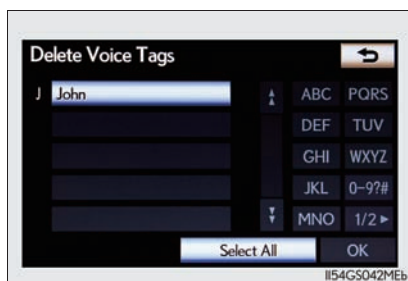 Delete Voice Tags
J John
ABC PQRS
DEF TUV
GHI WXYZ
JKL 0-9?#
MNO 1/2
Select All OK
II54GS042MEb